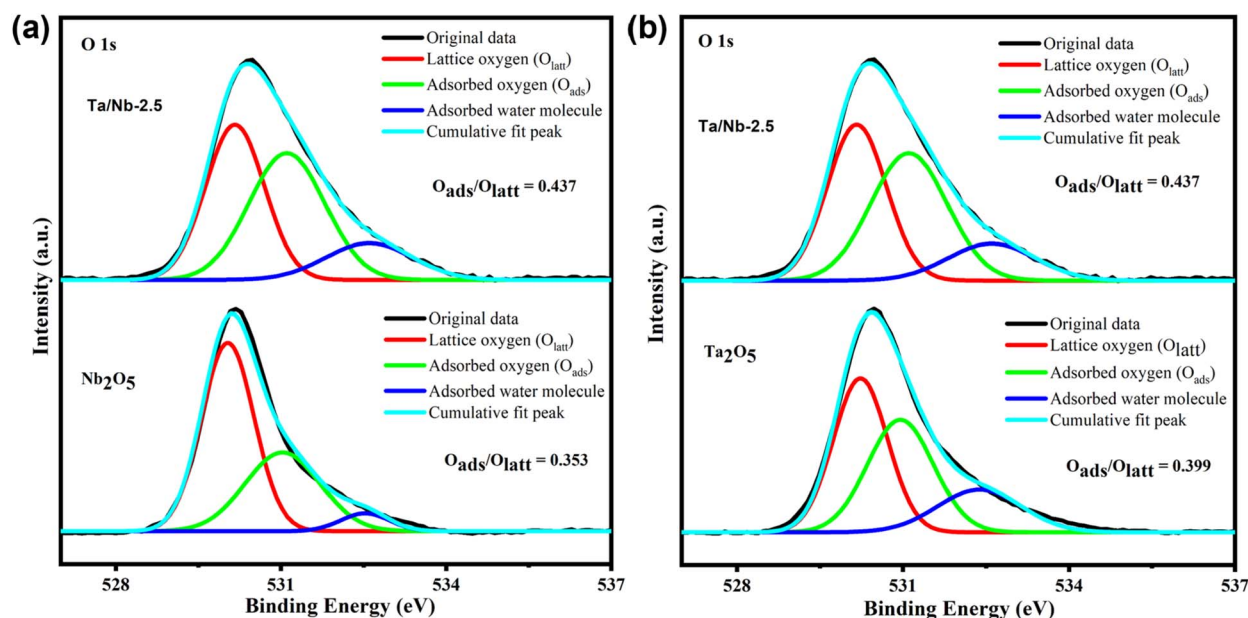 (a)
O 1s
Ta/Nb-2.5
Original data
Lattice oxygen (Olatt)
Adsorbed oxygen (Oads)
Adsorbed water molecule
Cumulative fit peak
Oads/Olatt = 0.437
Nb2O5
Original data
Lattice oxygen (Olatt)
Adsorbed oxygen (Oads)
Adsorbed water molecule
Cumulative fit peak
Oads/Olatt = 0.353
Intensity (a.u.)
528 531 534 537
Binding Energy (eV)
(b)
O 1s
Ta/Nb-2.5
Original data
Lattice oxygen (Olatt)
Adsorbed oxygen (Oads)
Adsorbed water molecule
Cumulative fit peak
Oads/Olatt = 0.437
Ta2O5
Original data
Lattice oxygen (Olatt)
Adsorbed oxygen (Oads)
Adsorbed water molecule
Cumulative fit peak
Oads/Olatt = 0.399
Intensity (a.u.)
528 531 534 537
Binding Energy (eV)